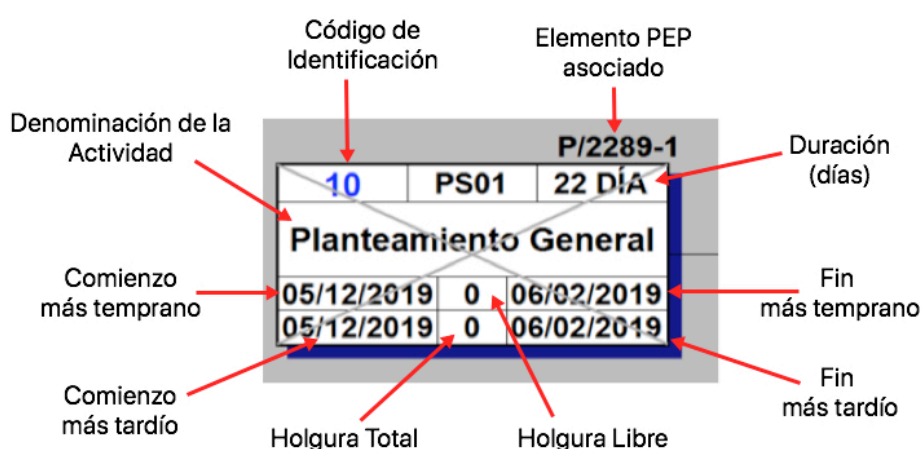 Código de
Identificación
Elemento PEP
asociado
Denominación de la
Actividad
P/2289-1
Duración
(días)
10 PS01 22 DÍA
Planteamiento General
Comienzo
más temprano
05/12/2019 0 06/02/2019
Fin
más temprano
05/12/2019 0 06/02/2019
Comienzo
más tardío
Fin
más tardío
Holgura Total
Holgura Libre